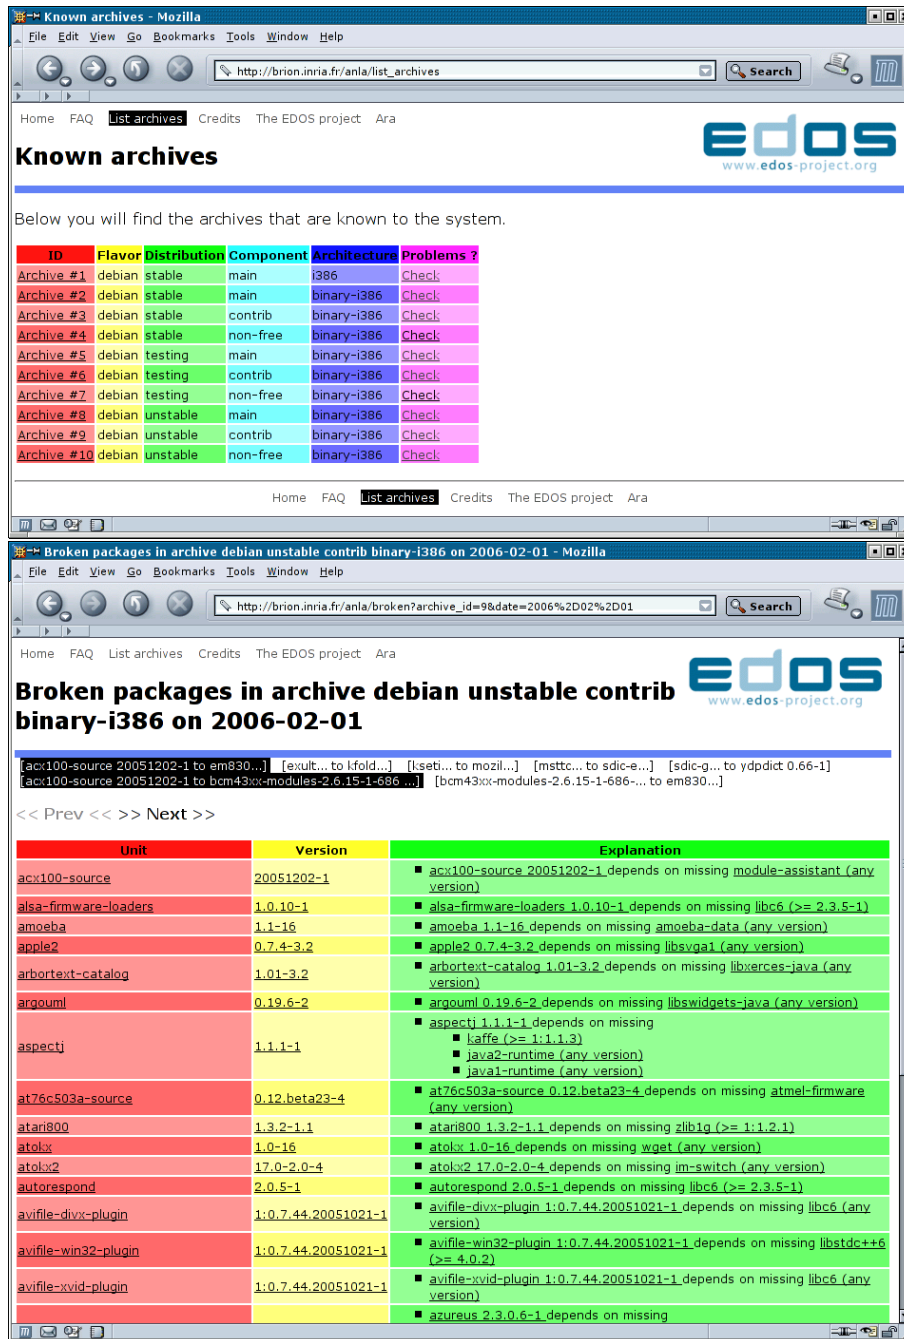 Known archives - Mozilla
File Edit View Go Bookmarks Tools Window Help
http://brion.inria.fr/anla/list_archives Search
Home FAQ List archives Credits The EDOS project Ara
edos
www.edos-project.org
Known archives
Below you will find the archives that are known to the system.
ID Flavor Distribution Component Architecture Problems ?
Archive #1 debian stable main i386 Check
Archive #2 debian stable main binary-i386 Check
Archive #3 debian stable contrib binary-i386 Check
Archive #4 debian stable non-free binary-i386 Check
Archive #5 debian testing main binary-i386 Check
Archive #6 debian testing contrib binary-i386 Check
Archive #7 debian testing non-free binary-i386 Check
Archive #8 debian unstable main binary-i386 Check
Archive #9 debian unstable contrib binary-i386 Check
Archive #10 debian unstable non-free binary-i386 Check
Home FAQ List archives Credits The EDOS project Ara
Broken packages in archive debian unstable contrib binary-i386 on 2006-02-01 - Mozilla
File Edit View Go Bookmarks Tools Window Help
http://brion.inria.fr/anla/broken?archive_id=9&date=2006%2D02%2D01 Search
Home FAQ List archives Credits The EDOS project Ara
edos
www.edos-project.org
Broken packages in archive debian unstable contrib
binary-i386 on 2006-02-01
[acx100-source 20051202-1 to em830...] [exult... to kfold...] [kseti... to mozil...] [msttc... to sdic-e...] [sdic-g... to ydpdict 0.66-1]
[acx100-source 20051202-1 to bcm43xx-modules-2.6.15-1-686 ...] [bcm43xx-modules-2.6.15-1-686-... to em830...]
<< Prev << >> Next >>
Unit Version Explanation
acx100-source 20051202-1 acx100-source 20051202-1 depends on missing module-assistant (any
version)
alsa-firmware-loaders 1.0.10-1 alsa-firmware-loaders 1.0.10-1 depends on missing libc6 (>= 2.3.5-1)
amoeba 1.1-16 amoeba 1.1-16 depends on missing amoeba-data (any version)
apple2 0.7.4-3.2 apple2 0.7.4-3.2 depends on missing libsvga1 (any version)
arbortext-catalog 1.01-3.2 arbortext-catalog 1.01-3.2 depends on missing libxerces-java (any
version)
argouml 0.19.6-2 argouml 0.19.6-2 depends on missing libswidgets-java (any version)
aspectj 1.1.1-1 aspectj 1.1.1-1 depends on missing
kaffe (>= 1:1.1.3)
java2-runtime (any version)
java1-runtime (any version)
at76c503a-source 0.12.beta23-4 at76c503a-source 0.12.beta23-4 depends on missing atmel-firmware
(any version)
atari800 1.3.2-1.1 atari800 1.3.2-1.1 depends on missing zlib1g (>= 1:1.2.1)
atokx 1.0-16 atokx 1.0-16 depends on missing wget (any version)
atokx2 17.0-2.0-4 atokx2 17.0-2.0-4 depends on missing im-switch (any version)
autorespond 2.0.5-1 autorespond 2.0.5-1 depends on missing libc6 (>= 2.3.5-1)
avifile-divx-plugin 1:0.7.44.20051021-1 avifile-divx-plugin 1:0.7.44.20051021-1 depends on missing libc6 (any
version)
avifile-win32-plugin 1:0.7.44.20051021-1 avifile-win32-plugin 1:0.7.44.20051021-1 depends on missing libstdc++6
(>= 4.0.2)
avifile-xvid-plugin 1:0.7.44.20051021-1 avifile-xvid-plugin 1:0.7.44.20051021-1 depends on missing libc6 (any
version)
azureus 2.3.0.6-1 depends on missing